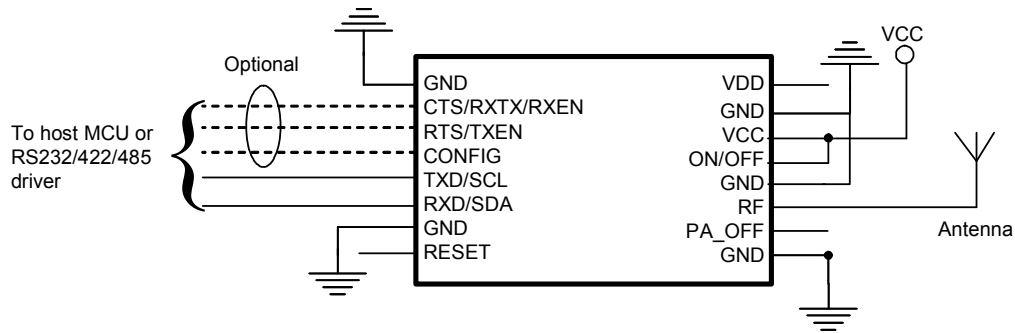 VCC
Optional
To host MCU or
RS232/422/485
driver
GND
CTS/RXTX/RXEN
RTS/TXEN
CONFIG
TXD/SCL
RXD/SDA
GND
RESET
VDD
GND
VCC
ON/OFF
GND
RF
PA_OFF
GND
Antenna